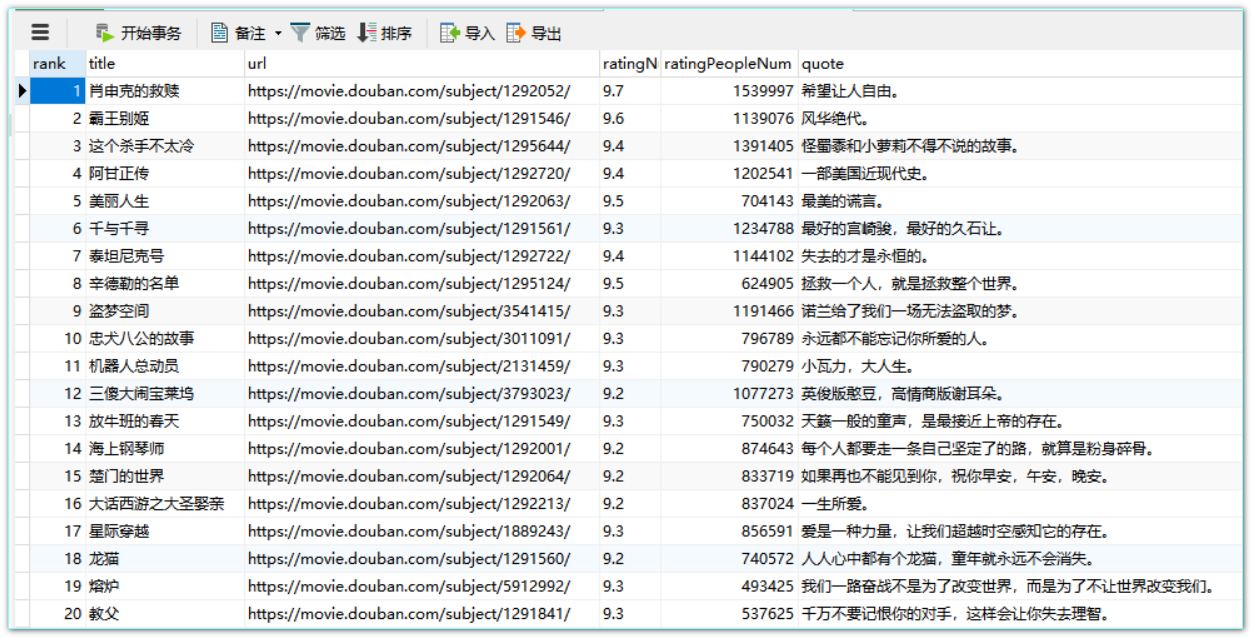 开始事务 备注 筛选 排序 导入 导出
rank title url ratingNu ratingPeopleNum quote
1 肖申克的救赎 https://movie.douban.com/subject/1292052/ 9.7 1539997 希望让人自由。
2 霸王别姬 https://movie.douban.com/subject/1291546/ 9.6 1139076 风华绝代。
3 这个杀手不太冷 https://movie.douban.com/subject/1295644/ 9.4 1391405 怪蜀黍和小萝莉不得不说的故事。
4 阿甘正传 https://movie.douban.com/subject/1292720/ 9.4 1202541 一部美国近现代史。
5 美丽人生 https://movie.douban.com/subject/1292063/ 9.5 704143 最美的谎言。
6 千与千寻 https://movie.douban.com/subject/1291561/ 9.3 1234788 最好的宫崎骏，最好的久石让。
7 泰坦尼克号 https://movie.douban.com/subject/1292722/ 9.4 1144102 失去的才是永恒的。
8 辛德勒的名单 https://movie.douban.com/subject/1295124/ 9.5 624905 拯救一个人，就是拯救整个世界。
9 盗梦空间 https://movie.douban.com/subject/3541415/ 9.3 1191466 诺兰给了我们一场无法盗取的梦。
10 忠犬八公的故事 https://movie.douban.com/subject/3011091/ 9.3 796789 永远都不能忘记你所爱的人。
11 机器人总动员 https://movie.douban.com/subject/2131459/ 9.3 790279 小瓦力，大人生。
12 三傻大闹宝莱坞 https://movie.douban.com/subject/3793023/ 9.2 1077273 英俊版憨豆，高情商版谢耳朵。
13 放牛班的春天 https://movie.douban.com/subject/1291549/ 9.3 750032 天籁一般的童声，是最接近上帝的存在。
14 海上钢琴师 https://movie.douban.com/subject/1292001/ 9.2 874643 每个人都要走一条自己坚定了的路，就算是粉身碎骨。
15 楚门的世界 https://movie.douban.com/subject/1292064/ 9.2 833719 如果再也不能见到你，祝你早安，午安，晚安。
16 大话西游之大圣娶亲 https://movie.douban.com/subject/1292213/ 9.2 837024 一生所爱。
17 星际穿越 https://movie.douban.com/subject/1889243/ 9.3 856591 爱是一种力量，让我们超越时空感知它的存在。
18 龙猫 https://movie.douban.com/subject/1291560/ 9.2 740572 人人心中都有个龙猫，童年就永远不会消失。
19 熔炉 https://movie.douban.com/subject/5912992/ 9.3 493425 我们一路奋战不是为了改变世界，而是为了不让世界改变我们。
20 教父 https://movie.douban.com/subject/1291841/ 9.3 537625 千万不要记恨你的对手，这样会让你失去理智。